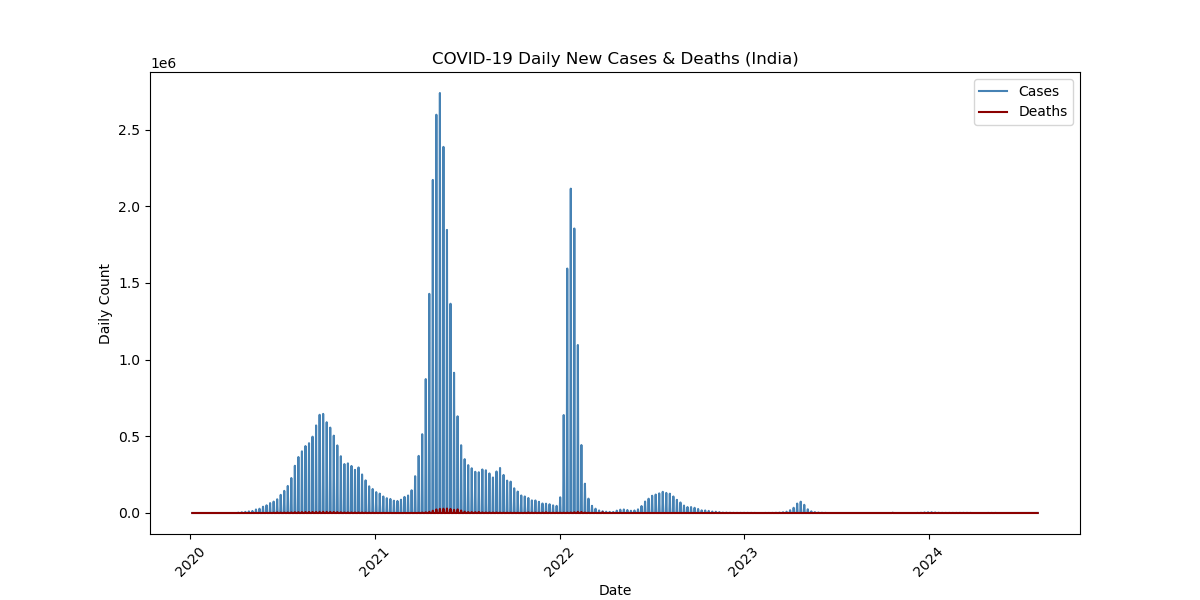 COVID-19 Daily New Cases & Deaths (India)
1e6
Cases
Deaths
2.5
2.0
1.5
1.0
0.5
0.0
Daily Count
2020
2021
2022
2023
2024
Date